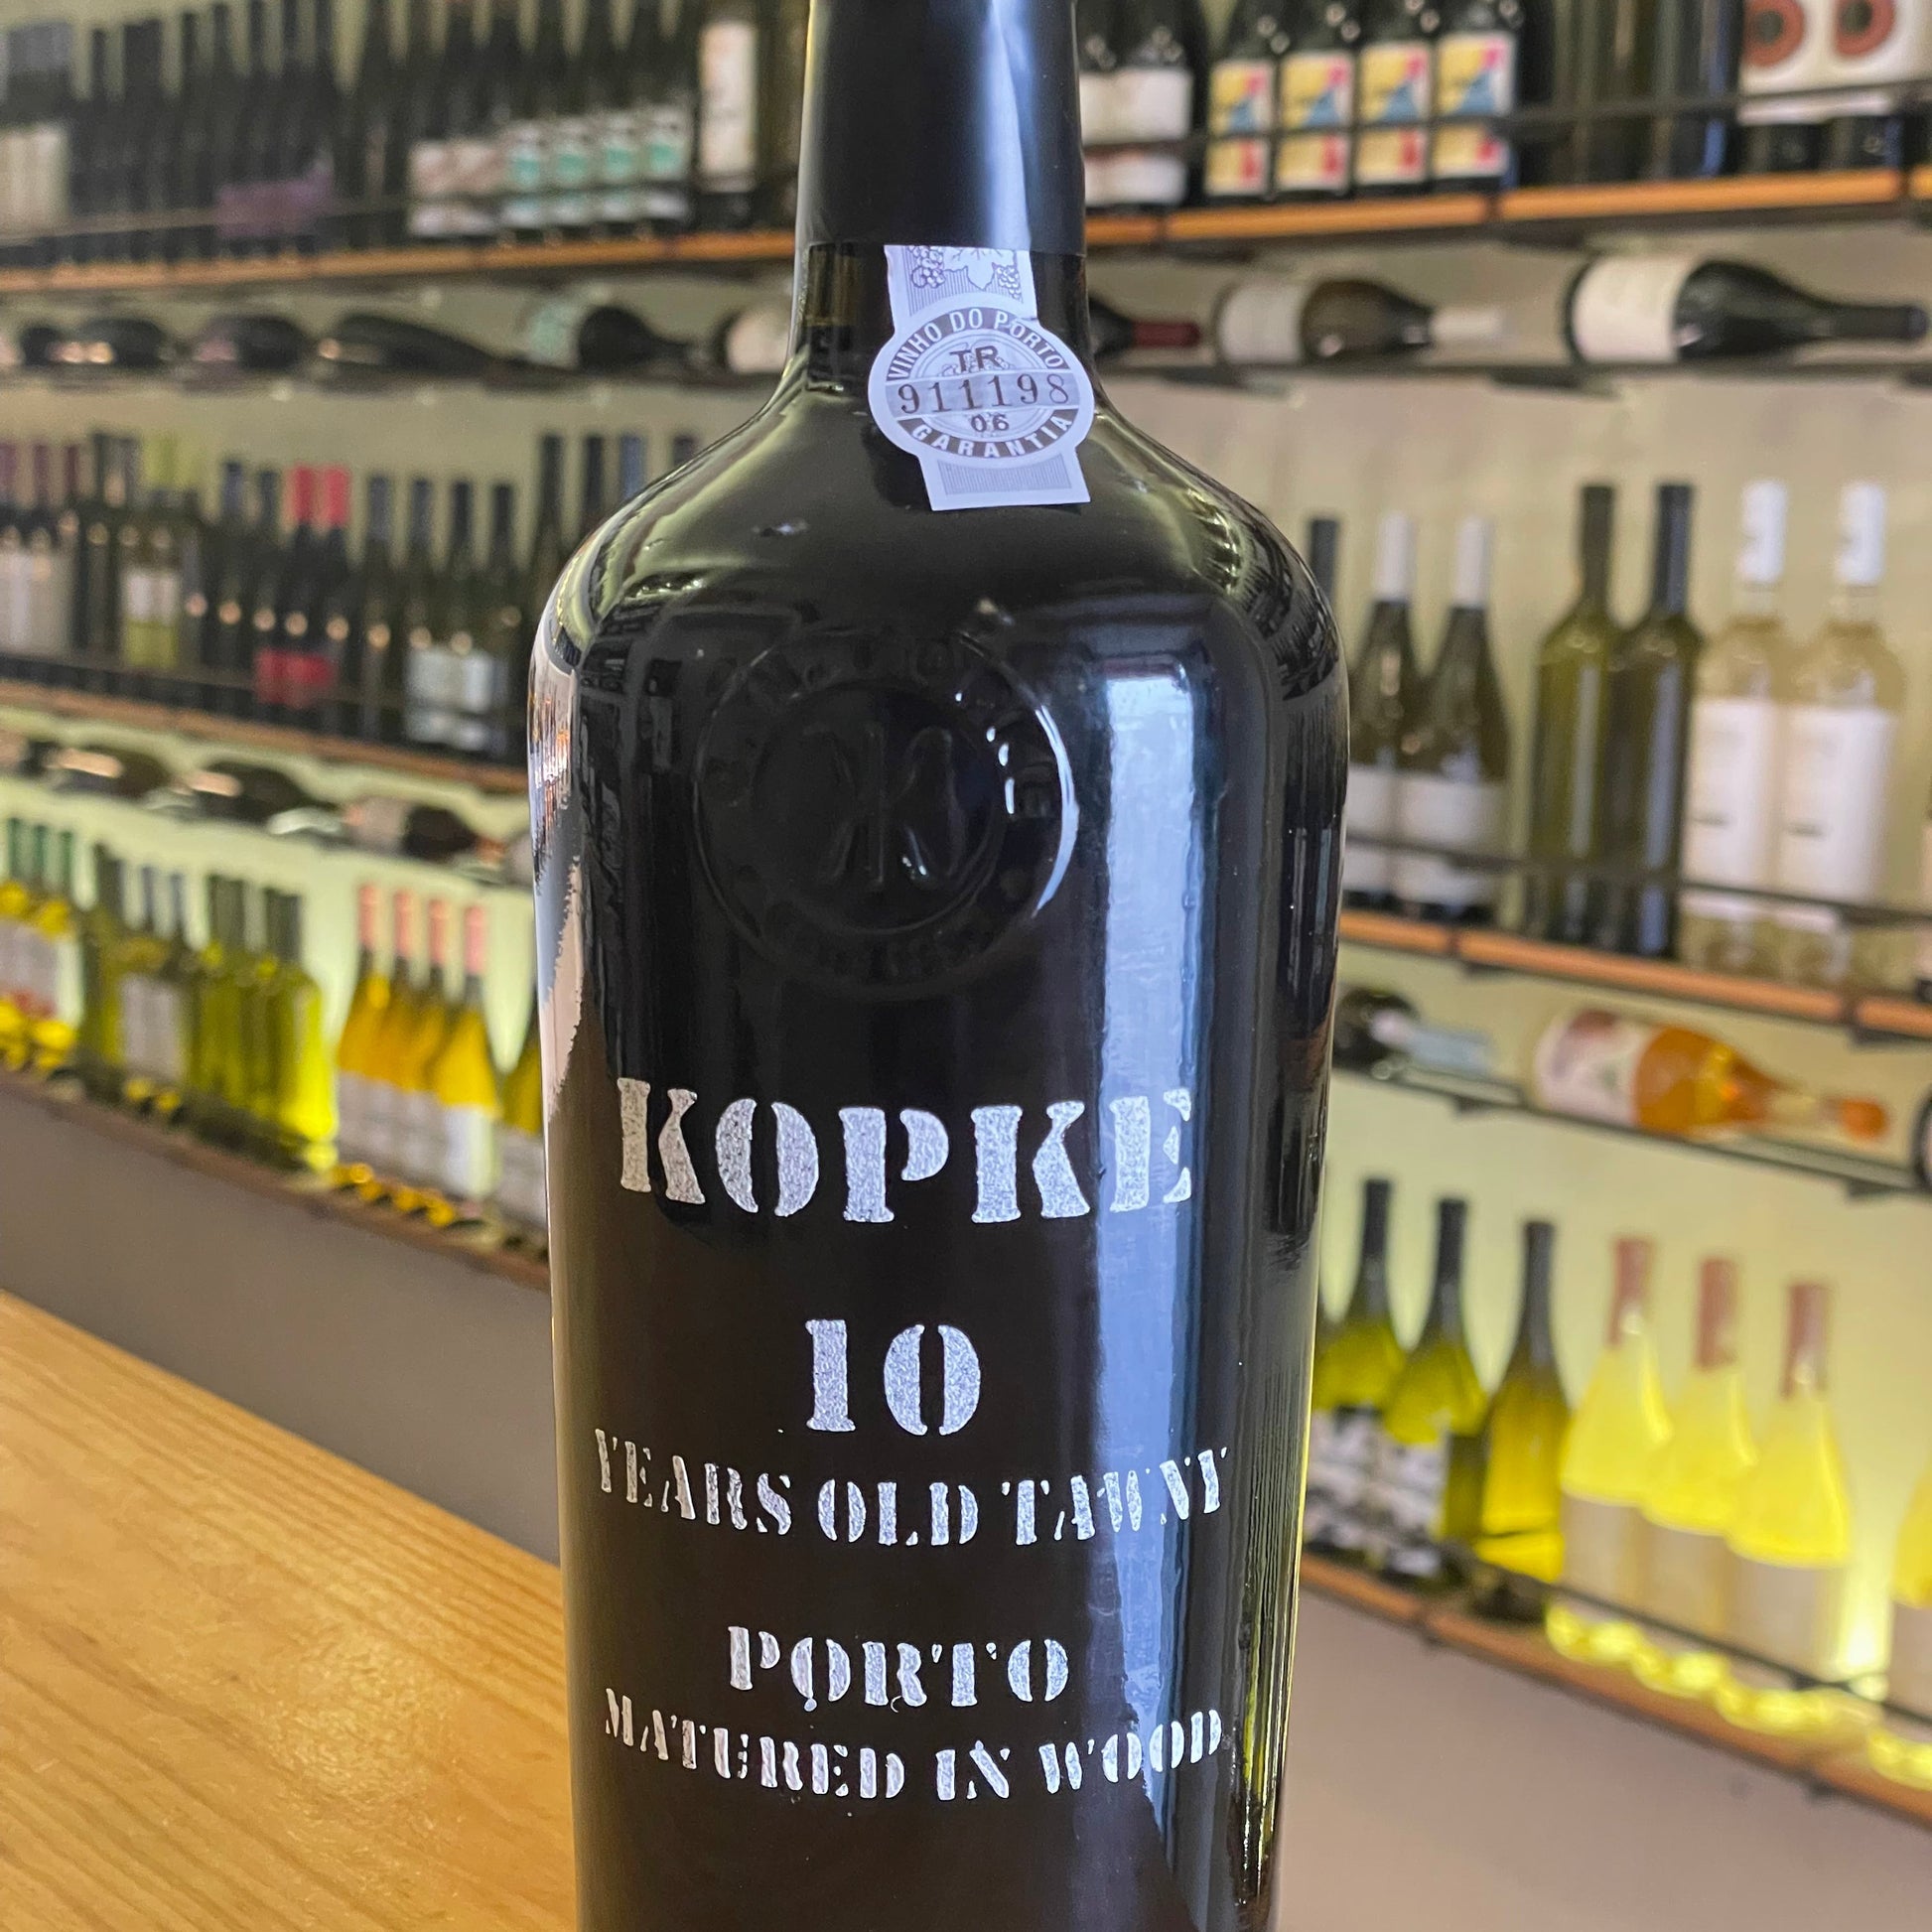 VINHO DO PORTO
TR
911198
06
GARANTIA
K
KOPKE
10
YEARS OLD TAWNY
PORTO
MATURED IN WOOD